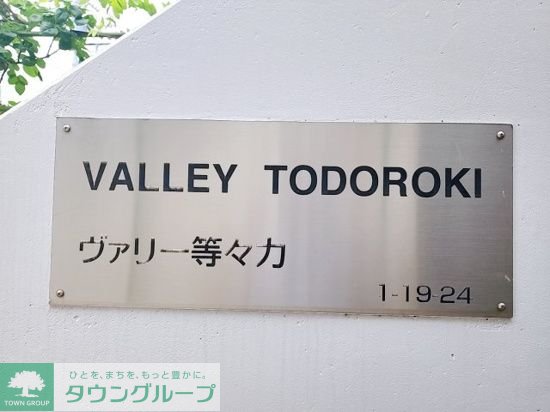 VALLEY TODOROKI
ヴァリー等々力
1-19-24
ひとを、まちを、もっと豊かに。
タウングループ
TOWN GROUP